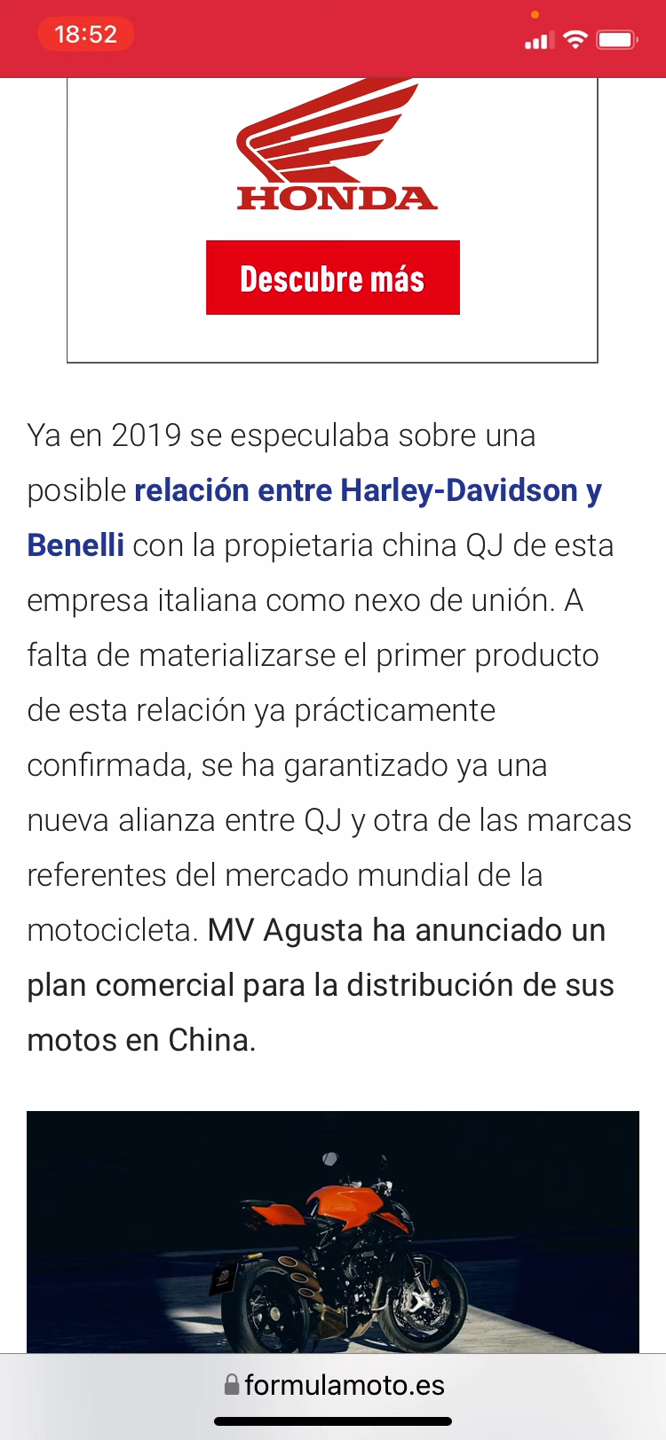 18:52
HONDA
Descubre más
Ya en 2019 se especulaba sobre una
posible relación entre Harley-Davidson y
Benelli con la propietaria china QJ de esta
empresa italiana como nexo de unión. A
falta de materializarse el primer producto
de esta relación ya prácticamente
confirmada, se ha garantizado ya una
nueva alianza entre QJ y otra de las marcas
referentes del mercado mundial de la
motocicleta. MV Agusta ha anunciado un
plan comercial para la distribución de sus
motos en China.
formulamoto.es